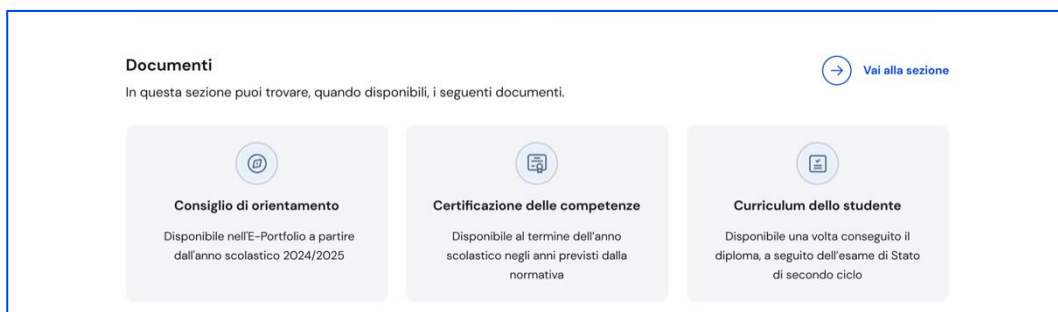 Documenti
Vai alla sezione
In questa sezione puoi trovare, quando disponibili, i seguenti documenti.
Consiglio di orientamento
Disponibile nell'E-Portfolio a partire
dall'anno scolastico 2024/2025
Certificazione delle competenze
Disponibile al termine dell'anno
scolastico negli anni previsti dalla
normativa
Curriculum dello studente
Disponibile una volta conseguito il
diploma, a seguito dell'esame di Stato
di secondo ciclo